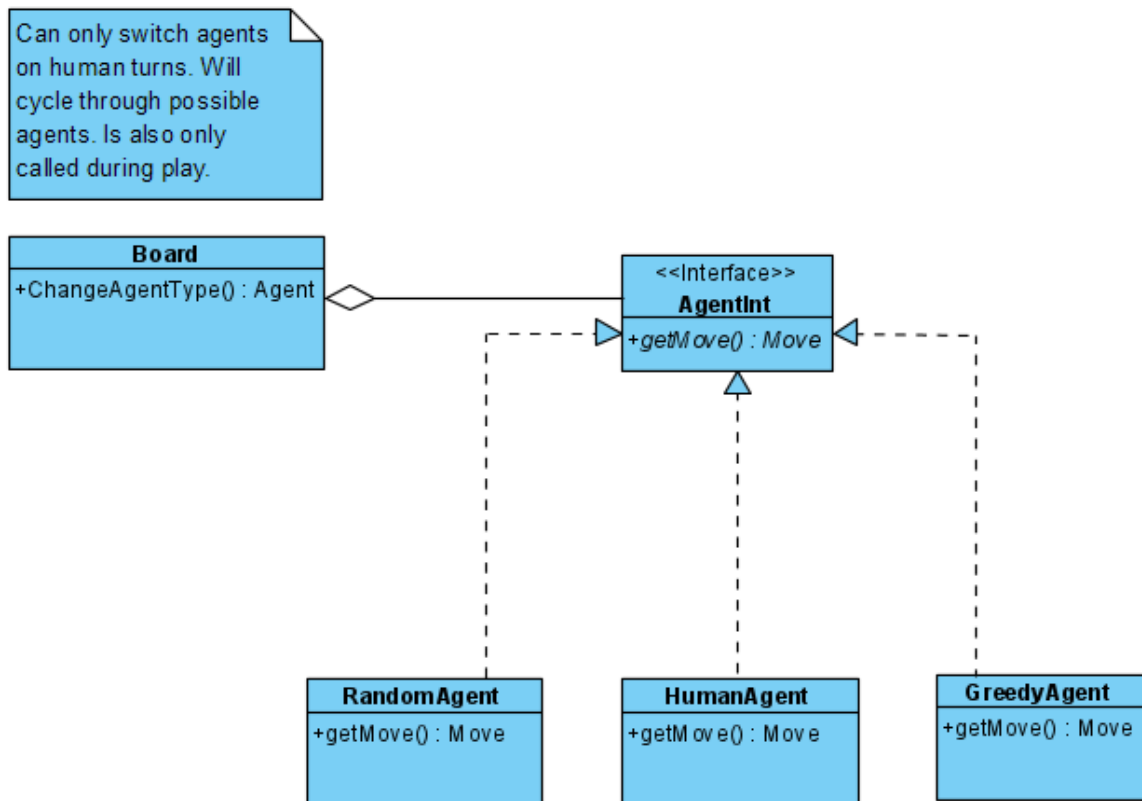 Can only switch agents
on human turns. Will
cycle through possible
agents. Is also only
called during play.
Board
+ChangeAgentType() : Agent
<<Interface>>
AgentInt
+getMove() : Move
RandomAgent
+getMove() : Move
HumanAgent
+getMove() : Move
GreedyAgent
+getMove() : Move